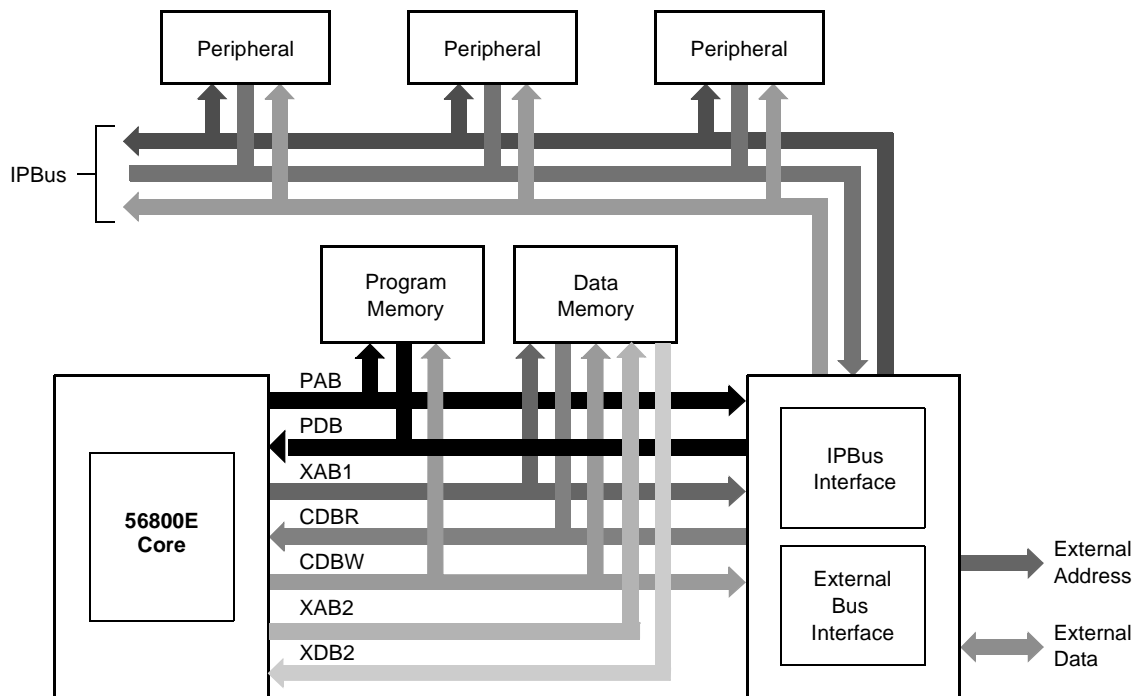 Peripheral
Peripheral
Peripheral
IPBus
Program
Memory
Data
Memory
PAB
PDB
XAB1
CDBR
CDBW
XAB2
XDB2
56800E
Core
IPBus
Interface
External
Bus
Interface
External
Address
External
Data